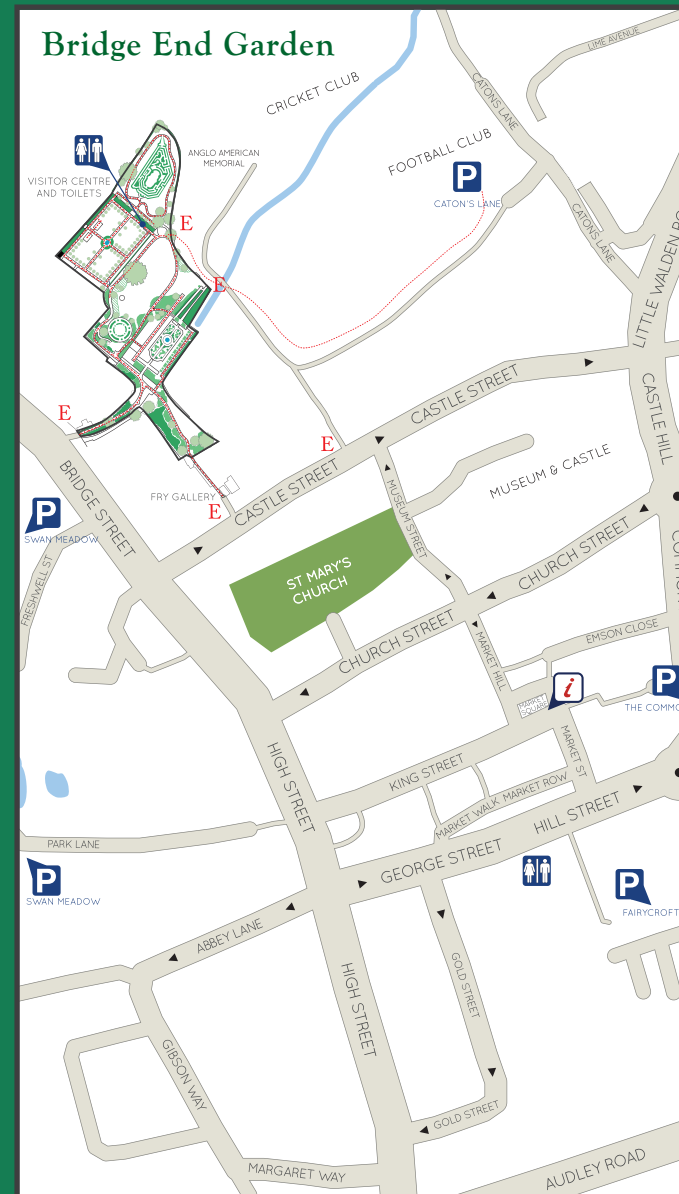 Bridge End Garden
LIME AVENUE
CATON'S LANE
CRICKET CLUB
FOOTBALL CLUB
ANGLO AMERICAN
MEMORIAL
VISITOR CENTRE
AND TOILETS
P
CATON'S LANE
E
CATON'S LANE
E
LITTLE WALDEN RO
CASTLE HILL
CASTLE STREET
E
E
MUSEUM & CASTLE
BRIDGE STREET
CASTLE STREET
MUSEUM STREET
FRY GALLERY
E
P
SWAN MEADOW
CHURCH STREET
COMMON
FRESHWELL ST
ST MARY'S
CHURCH
CHURCH STREET
MARKET HILL
EMSON CLOSE
i
P
MARKET
SQUARE
THE COMMO
HIGH STREET
KING STREET
MARKET ST
MARKET WALK
MARKET ROW
HILL STREET
PARK LANE
GEORGE STREET
P
SWAN MEADOW
P
FAIRYCROFT
ABBEY LANE
HIGH STREET
GOLD STREET
GIBSON WAY
GOLD STREET
MARGARET WAY
AUDLEY ROAD